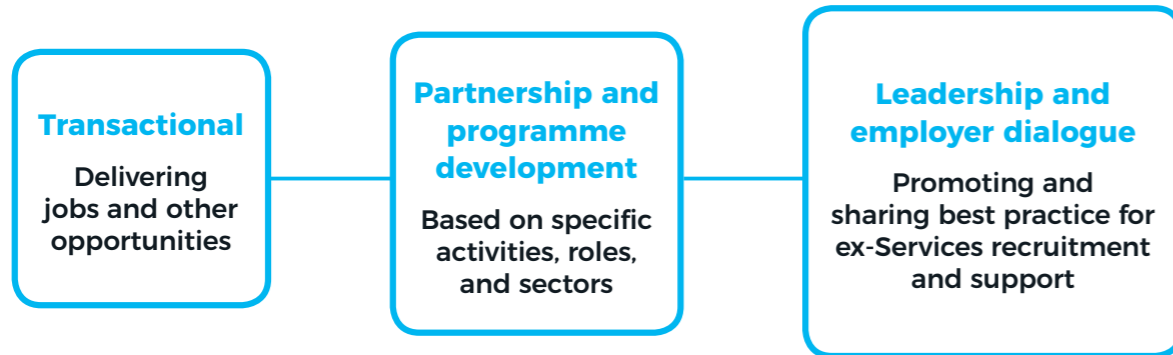 Transactional
Delivering
jobs and other
opportunities
Partnership and
programme
development
Based on specific
activities, roles,
and sectors
Leadership and
employer dialogue
Promoting and
sharing best practice for
ex-Services recruitment
and support